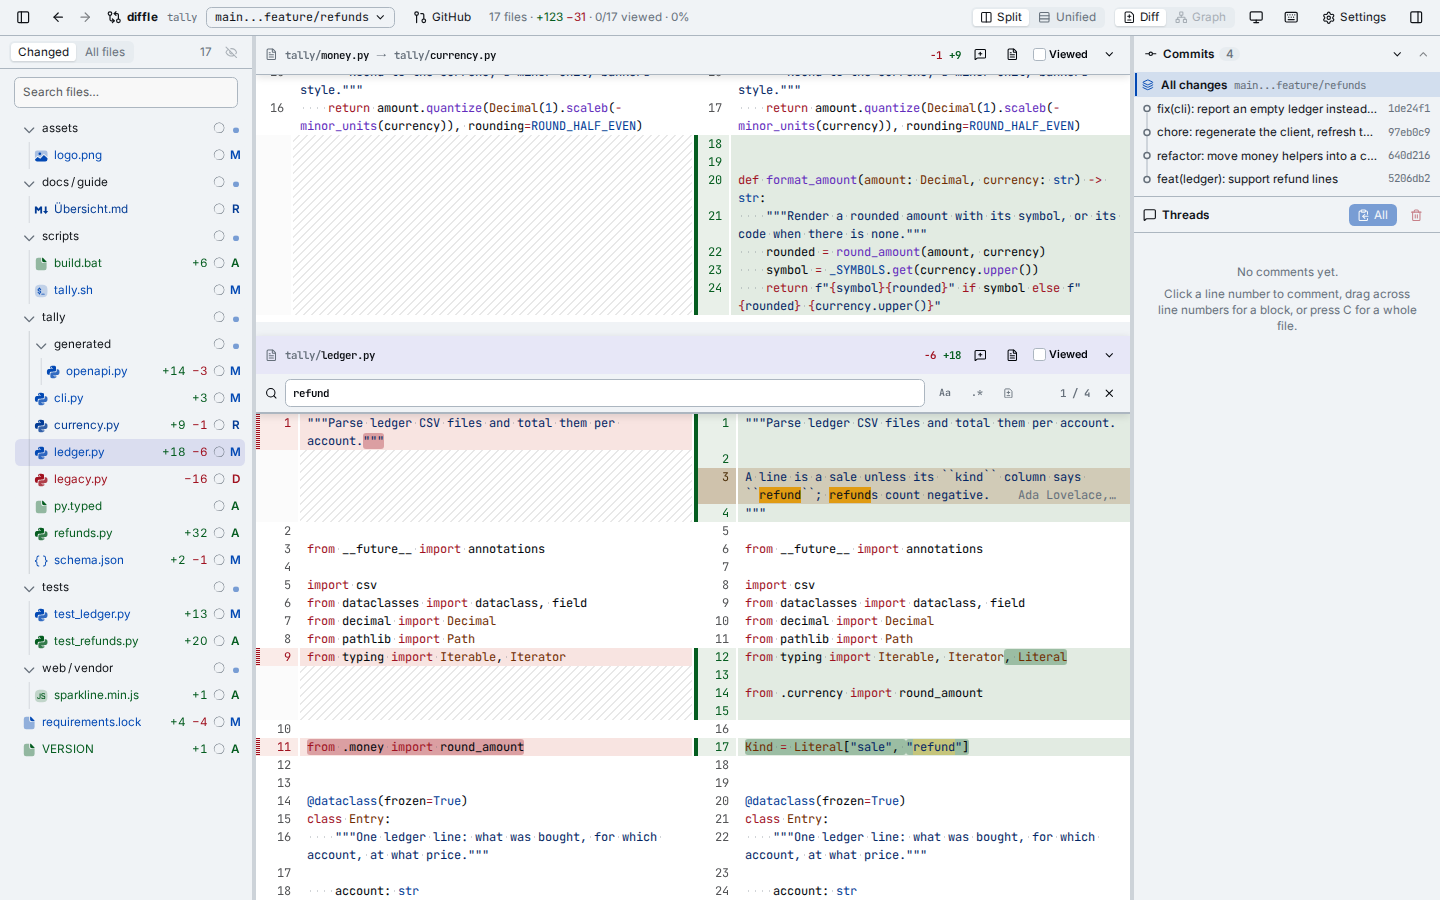 diffle tally main...feature/refunds GitHub 17 files · +123 −31 · 0/17 viewed · 0% Split Unified Diff Graph Settings
Changed All files 17
Search files...
assets
logo.png M
docs/guide
Übersicht.md R
scripts
build.bat +6 A
tally.sh M
tally
generated
openapi.py +14 −3 M
cli.py +3 M
currency.py +9 −1 R
ledger.py +18 −6 M
legacy.py −16 D
py.typed A
refunds.py +32 A
schema.json +2 −1 M
tests
test_ledger.py +13 M
test_refunds.py +20 A
web/vendor
sparkline.min.js +1 A
requirements.lock +4 −4 M
VERSION +1 A
tally/money.py → tally/currency.py -1 +9 Viewed
style."""
16 return amount.quantize(Decimal(1).scaleb(-
minor_units(currency)), rounding=ROUND_HALF_EVEN)
style."""
17 return amount.quantize(Decimal(1).scaleb(-
minor_units(currency)), rounding=ROUND_HALF_EVEN)
18
19
20 def format_amount(amount: Decimal, currency: str) ->
str:
21 """Render a rounded amount with its symbol, or its
code when there is none."""
22 rounded = round_amount(amount, currency)
23 symbol = _SYMBOLS.get(currency.upper())
24 return f"{symbol}{rounded}" if symbol else f"
{rounded} {currency.upper()}"
tally/ledger.py -6 +18 Viewed
refund Aa .* 1 / 4
1 """Parse ledger CSV files and total them per
account."""
2
3 from __future__ import annotations
4
5 import csv
6 from dataclasses import dataclass, field
7 from decimal import Decimal
8 from pathlib import Path
9 from typing import Iterable, Iterator
10
11 from .money import round_amount
12
13
14 @dataclass(frozen=True)
15 class Entry:
16 """One ledger line: what was bought, for which
account, at what price."""
17
18 account: str
1 """Parse ledger CSV files and total them per account.
2
3 A line is a sale unless its ``kind`` column says
``refund``; refunds count negative. Ada Lovelace,…
4 """
5
6 from __future__ import annotations
7
8 import csv
9 from dataclasses import dataclass, field
10 from decimal import Decimal
11 from pathlib import Path
12 from typing import Iterable, Iterator, Literal
13
14 from .currency import round_amount
15
16
17 Kind = Literal["sale", "refund"]
18
19
20 @dataclass(frozen=True)
21 class Entry:
22 """One ledger line: what was bought, for which
account, at what price."""
23
24 account: str
Commits 4
All changes main...feature/refunds
fix(cli): report an empty ledger instead... 1de24f1
chore: regenerate the client, refresh t... 97eb0c9
refactor: move money helpers into a c... 640d216
feat(ledger): support refund lines 5206db2
Threads All
No comments yet.
Click a line number to comment, drag across
line numbers for a block, or press C for a whole
file.